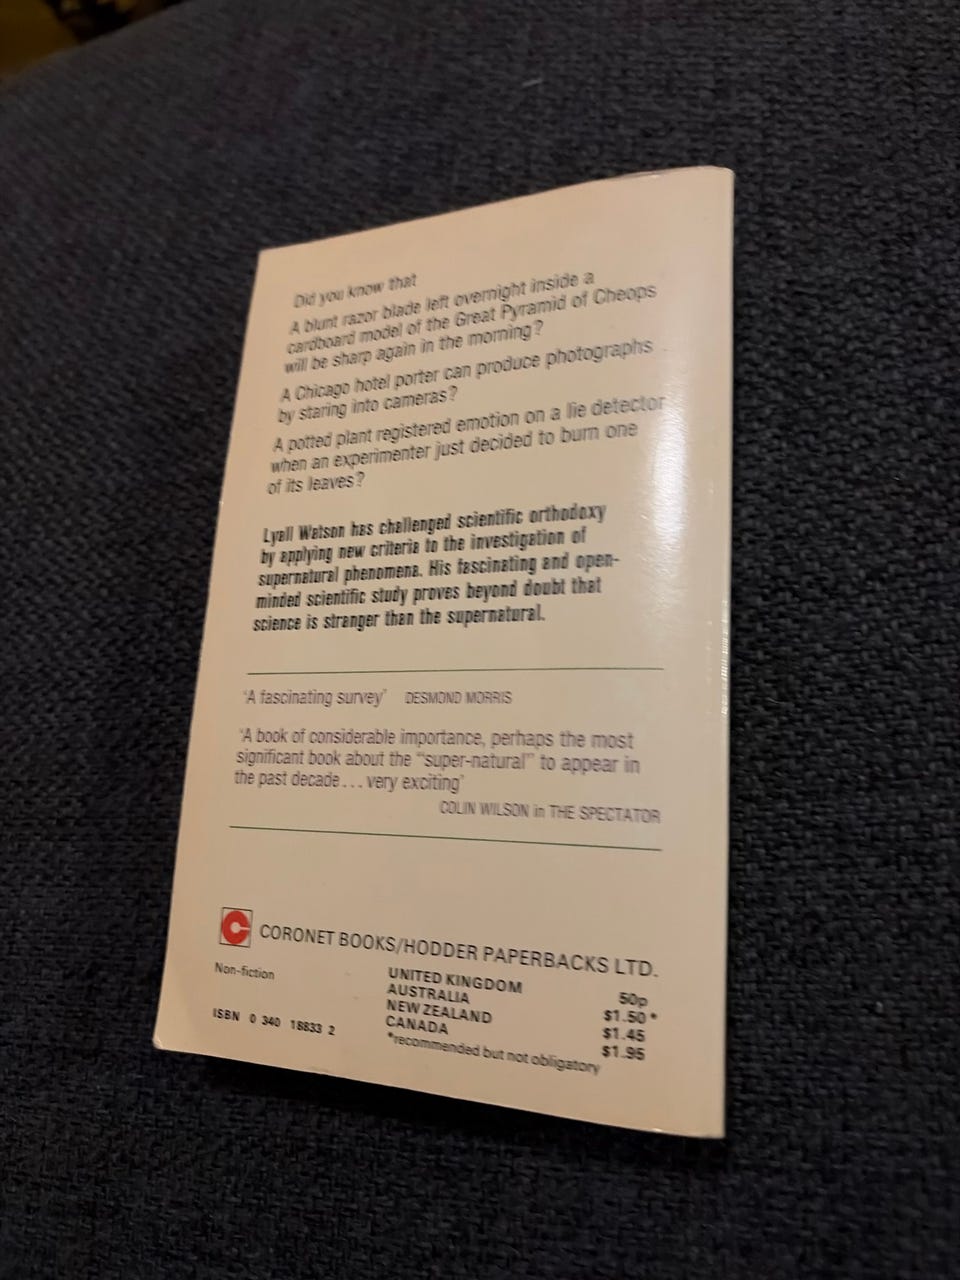 Did you know that
A blunt razor blade left overnight inside a
cardboard model of the Great Pyramid of Cheops
will be sharp again in the morning?
A Chicago hotel porter can produce photographs
by staring into cameras?
A potted plant registered emotion on a lie detector
when an experimenter just decided to burn one
of its leaves?
Lyall Watson has challenged scientific orthodoxy
by applying new criteria to the investigation of
supernatural phenomena. His fascinating and open-
minded scientific study proves beyond doubt that
science is stranger than the supernatural.
'A fascinating survey' DESMOND MORRIS
'A book of considerable importance, perhaps the most
significant book about the "super-natural" to appear in
the past decade... very exciting'
COLIN WILSON in THE SPECTATOR
CORONET BOOKS/HODDER PAPERBACKS LTD.
Non-fiction
ISBN 0 340 18833 2
UNITED KINGDOM 50p
AUSTRALIA $1.50*
NEW ZEALAND $1.45
CANADA $1.95
*recommended but not obligatory